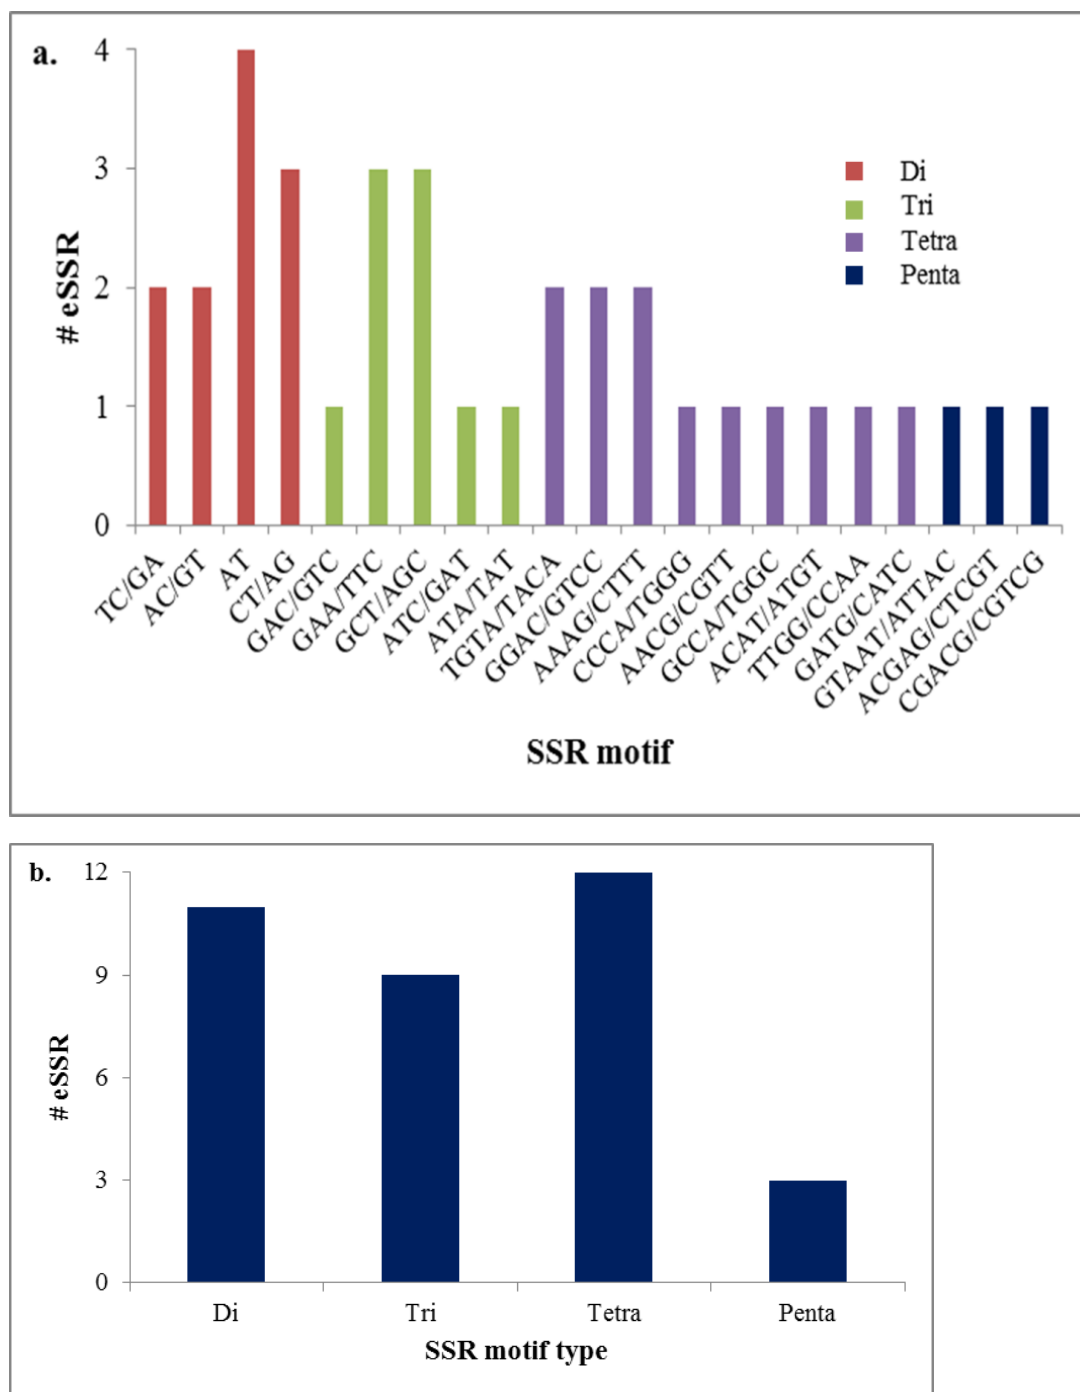 a.
4
3
2
1
0
# eSSR
Di
Tri
Tetra
Penta
TC/GA
AC/GT
AT
CT/AG
GAC/GTC
GAA/TTC
GCT/AGC
ATC/GAT
ATA/TAT
TGTA/TACA
GGAC/GTCC
AAAG/CTTT
CCCA/TGGG
AACG/CGTT
GCCA/TGGC
ACAT/ATGT
TTGG/CCAA
GATG/CATC
GTAAT/ATTAC
ACGAG/CTCGT
CGACG/CGTCG
SSR motif
b.
12
9
6
3
0
# eSSR
Di
Tri
Tetra
Penta
SSR motif type